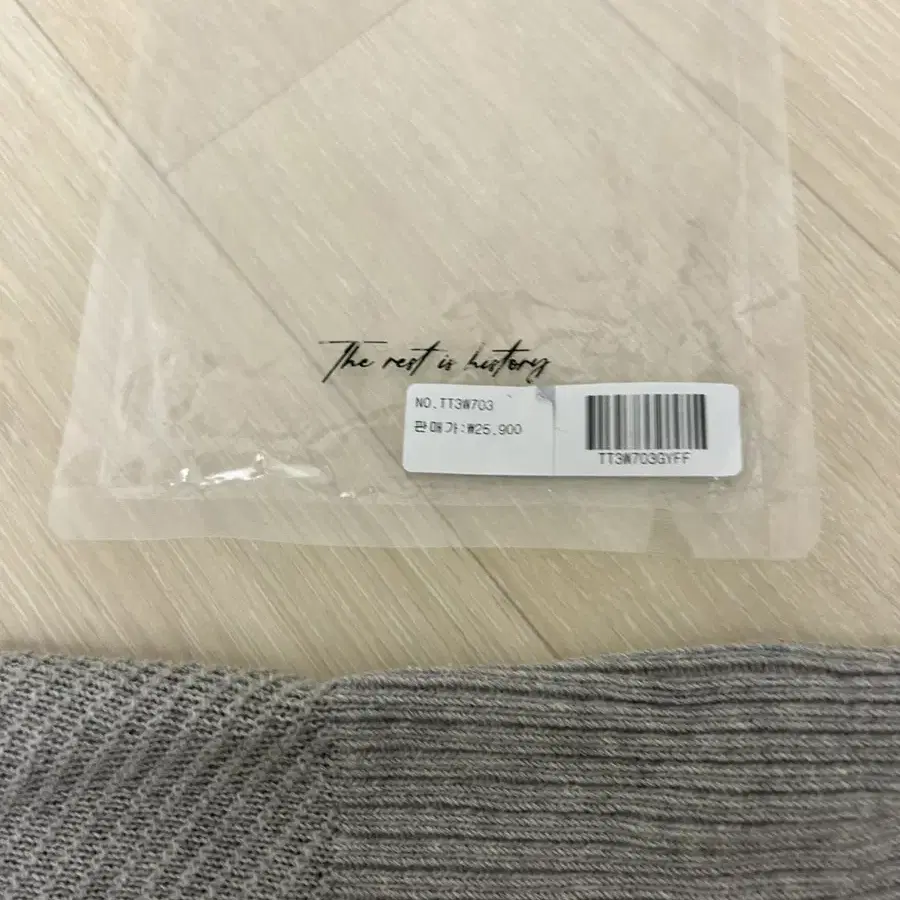 The rest is history
NO.TT3W703
판매가:₩25,900
TT3W703GYFF